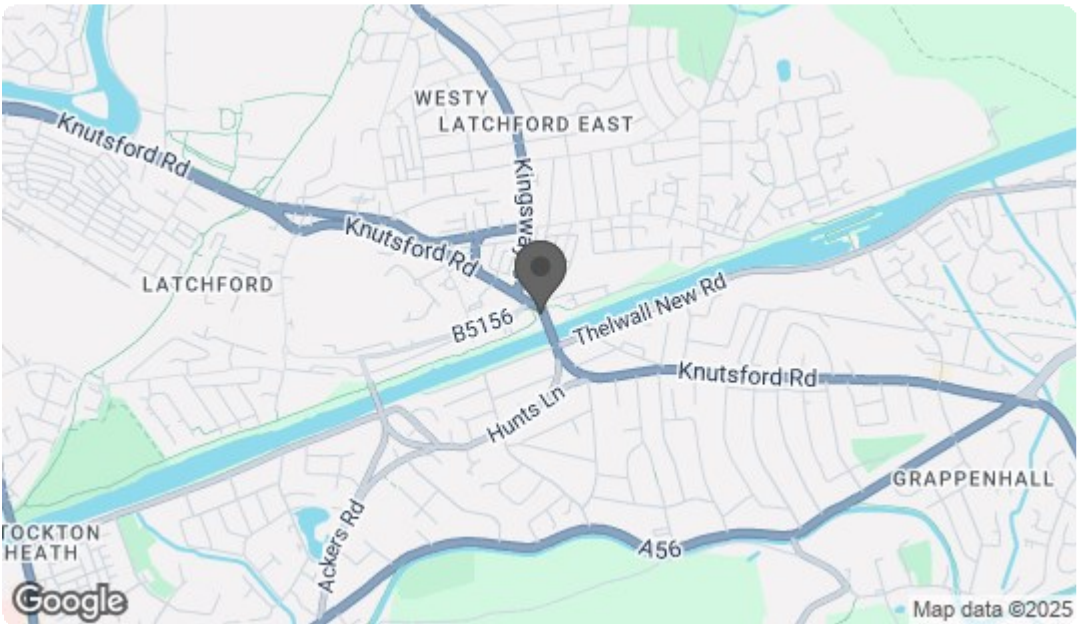 WESTY
LATCHFORD EAST
Knutsford Rd
Kingsway
Knutsford Rd
LATCHFORD
B5156
Thelwall New Rd
Knutsford Rd
Hunts Ln
GRAPPENHALL
TOCKTON
HEATH
Ackers Rd
A56
Google
Map data ©2025